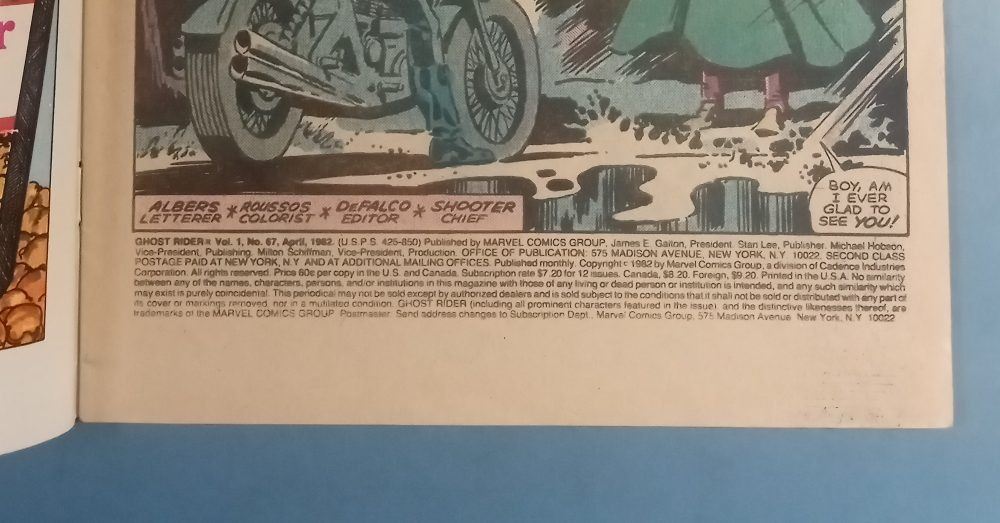 r
BOY, AM
I EVER
GLAD TO
SEE YOU!
ALBERS * ROUSSOS * DEFALCO * SHOOTER
LETTERER COLORIST EDITOR CHIEF
GHOST RIDER® Vol. 1, No. 67, April, 1982. (U.S.P.S. 425-850) Published by MARVEL COMICS GROUP, James E. Galton, President. Stan Lee, Publisher. Michael Hobson,
Vice-President, Publishing. Milton Schiffman, Vice-President, Production. OFFICE OF PUBLICATION: 575 MADISON AVENUE, NEW YORK, N.Y. 10022. SECOND CLASS
POSTAGE PAID AT NEW YORK, N.Y. AND AT ADDITIONAL MAILING OFFICES. Published monthly. Copyright © 1982 by Marvel Comics Group, a division of Cadence Industries
Corporation. All rights reserved. Price 60¢ per copy in the U.S. and Canada. Subscription rate $7.20 for 12 issues. Canada, $8.20. Foreign, $9.20. Printed in the U.S.A. No similarity
between any of the names, characters, persons, and/or institutions in this magazine with those of any living or dead person or institution is intended, and any such similarity which
may exist is purely coincidental. This periodical may not be sold except by authorized dealers and is sold subject to the conditions that it shall not be sold or distributed with any part of
its cover or markings removed, nor in a mutilated condition. GHOST RIDER (including all prominent characters featured in the issue), and the distinctive likenesses thereof, are
trademarks of the MARVEL COMICS GROUP. Postmaster: Send address changes to Subscription Dept., Marvel Comics Group, 575 Madison Avenue, New York, N.Y. 10022